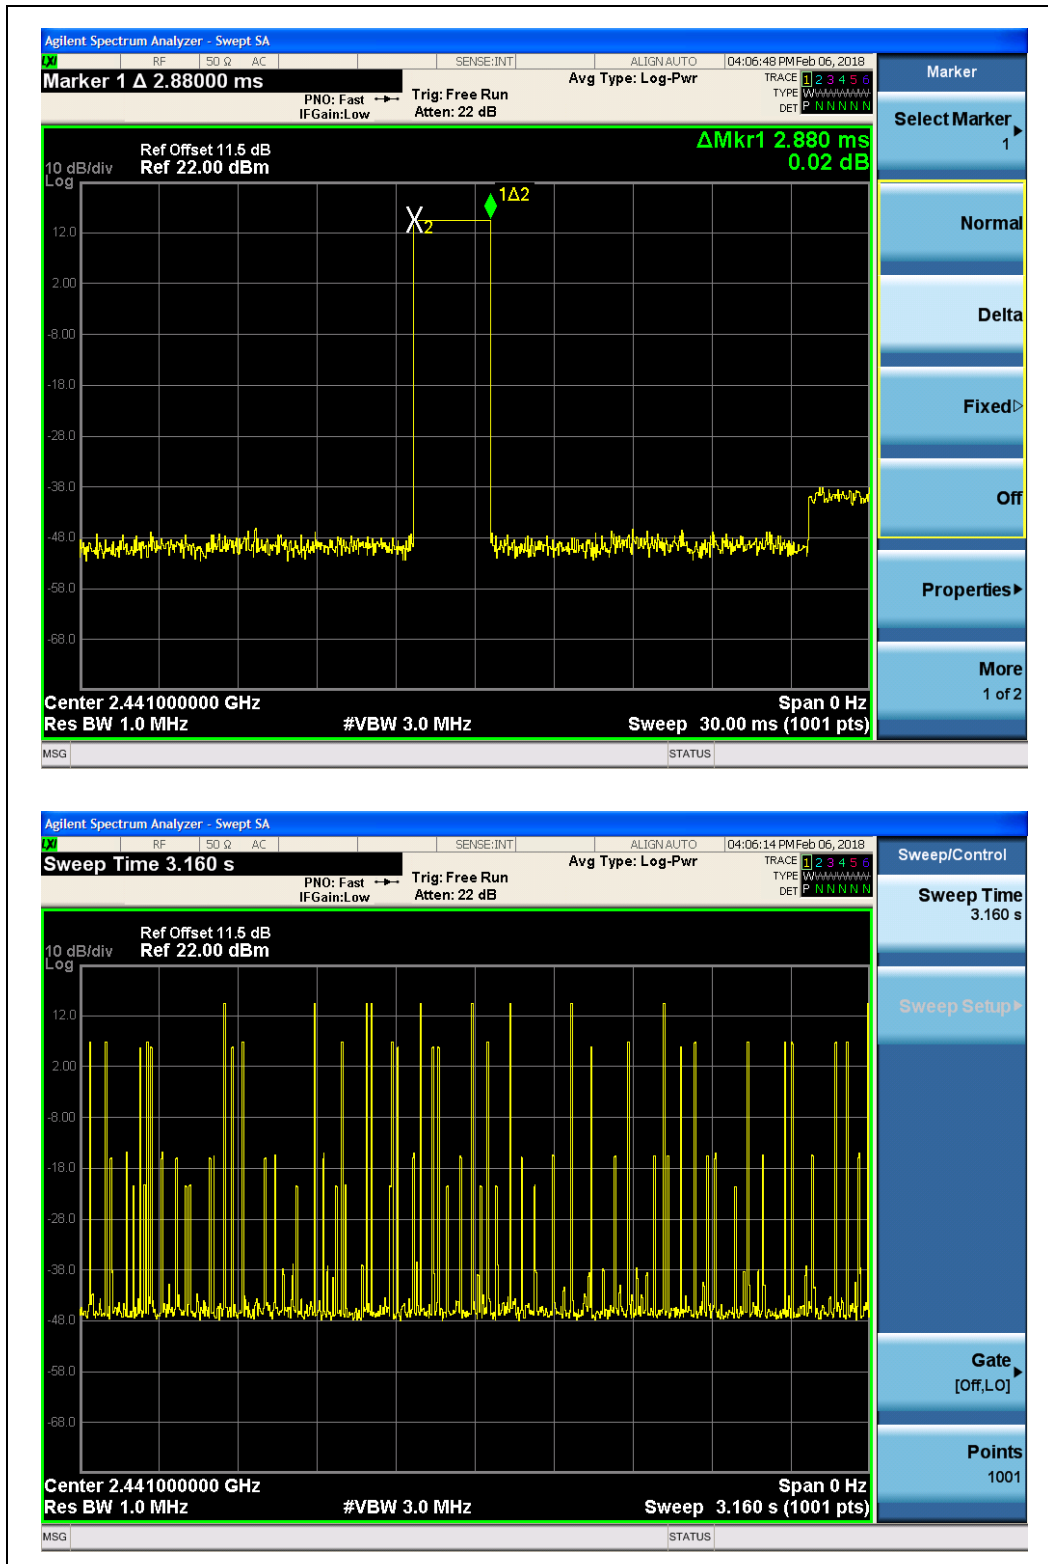 Agilent Spectrum Analyzer - Swept SA
LXI RF 50 Ω AC SENSE:INT ALIGN AUTO 04:06:48 PM Feb 06, 2018
Marker 1 Δ 2.88000 ms
PNO: Fast
IFGain:Low
Trig: Free Run
Atten: 22 dB
Avg Type: Log-Pwr
TRACE 1 2 3 4 5 6
TYPE
DET P N N N N N
ΔMkr1 2.880 ms
0.02 dB
Ref Offset 11.5 dB
10 dB/div Ref 22.00 dBm
Log
1Δ2
X2
12.0
2.00
-8.00
-18.0
-28.0
-38.0
-48.0
-58.0
-68.0
Center 2.441000000 GHz Span 0 Hz
Res BW 1.0 MHz #VBW 3.0 MHz Sweep 30.00 ms (1001 pts)
MSG STATUS
Marker
Select Marker
1
Normal
Delta
Fixed
Off
Properties
More
1 of 2
Agilent Spectrum Analyzer - Swept SA
LXI RF 50 Ω AC SENSE:INT ALIGN AUTO 04:06:14 PM Feb 06, 2018
Sweep Time 3.160 s
PNO: Fast
IFGain:Low
Trig: Free Run
Atten: 22 dB
Avg Type: Log-Pwr
TRACE 1 2 3 4 5 6
TYPE
DET P N N N N N
Ref Offset 11.5 dB
10 dB/div Ref 22.00 dBm
Log
12.0
2.00
-8.00
-18.0
-28.0
-38.0
-48.0
-58.0
-68.0
Center 2.441000000 GHz Span 0 Hz
Res BW 1.0 MHz #VBW 3.0 MHz Sweep 3.160 s (1001 pts)
MSG STATUS
Sweep/Control
Sweep Time
3.160 s
Sweep Setup
Gate
[Off,LO]
Points
1001